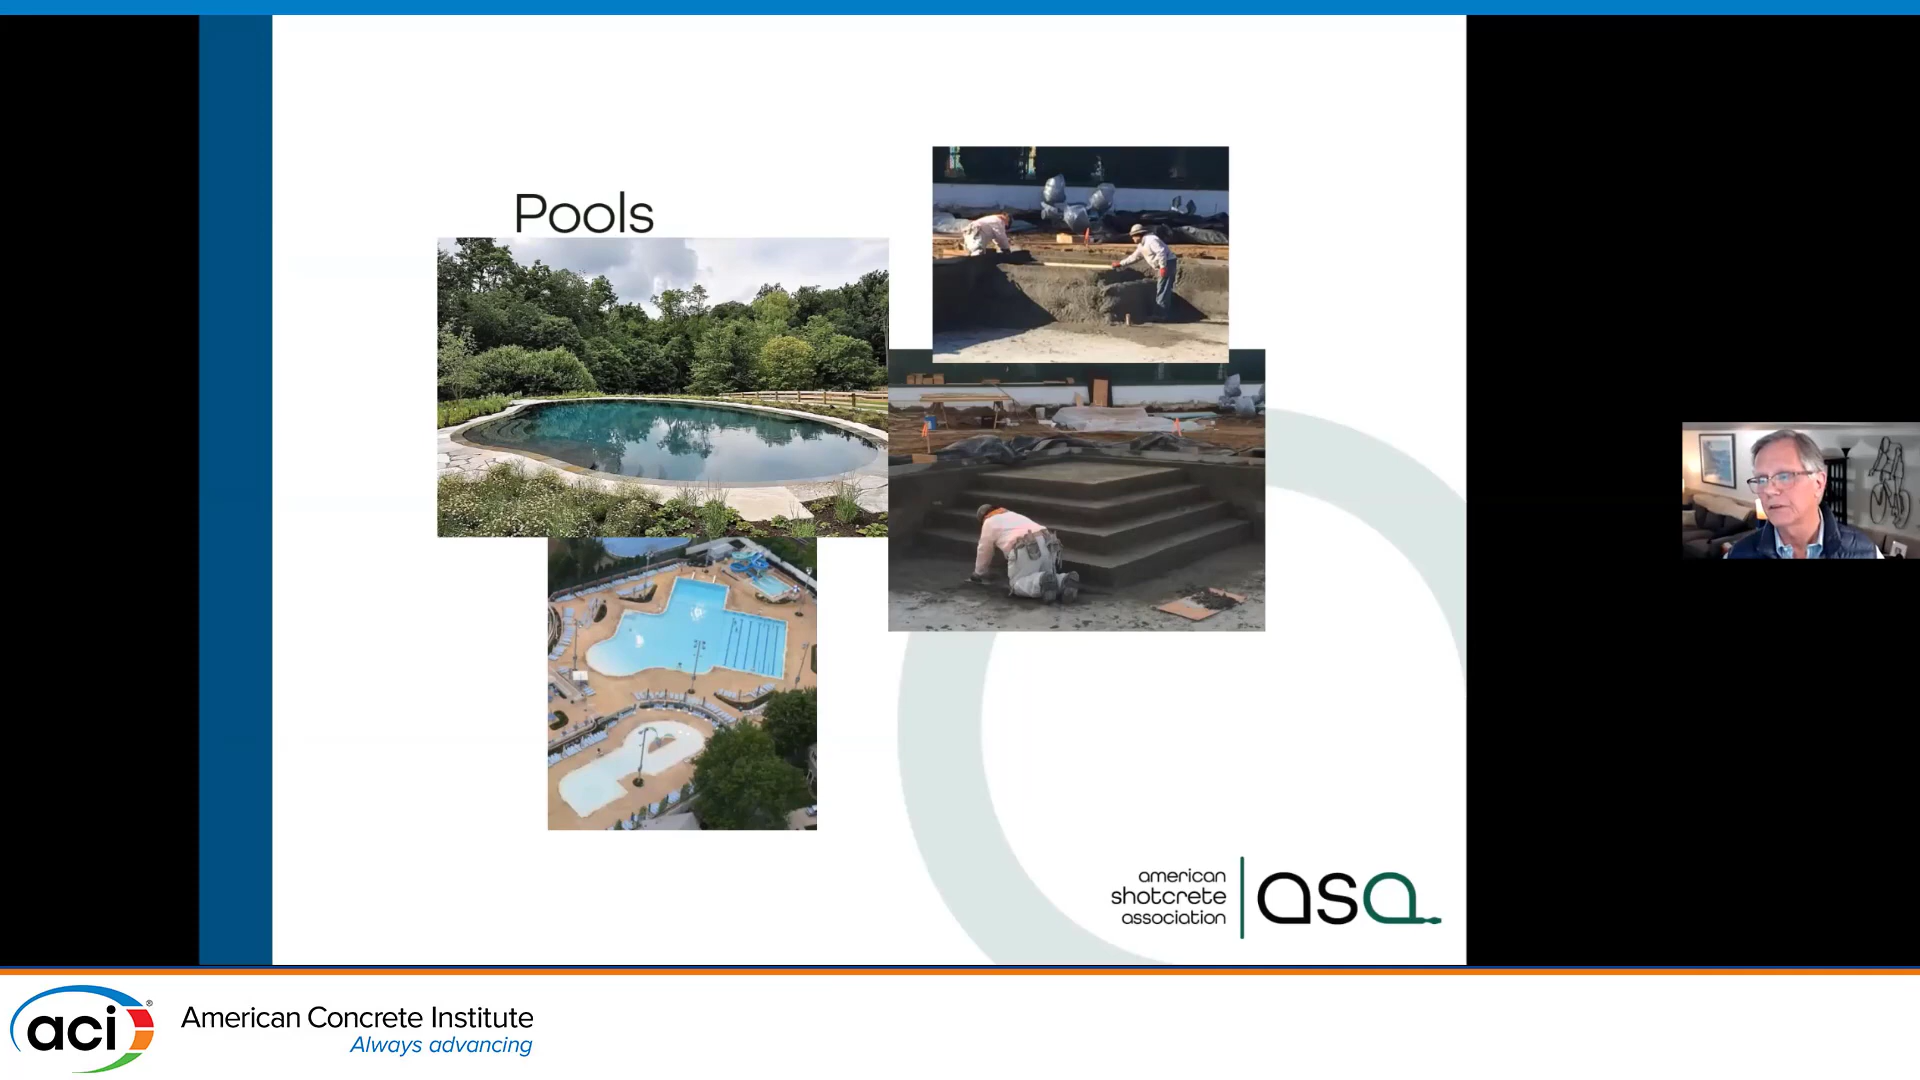 Pools
american
shotcrete
association
asa
aci®
American Concrete Institute
Always advancing